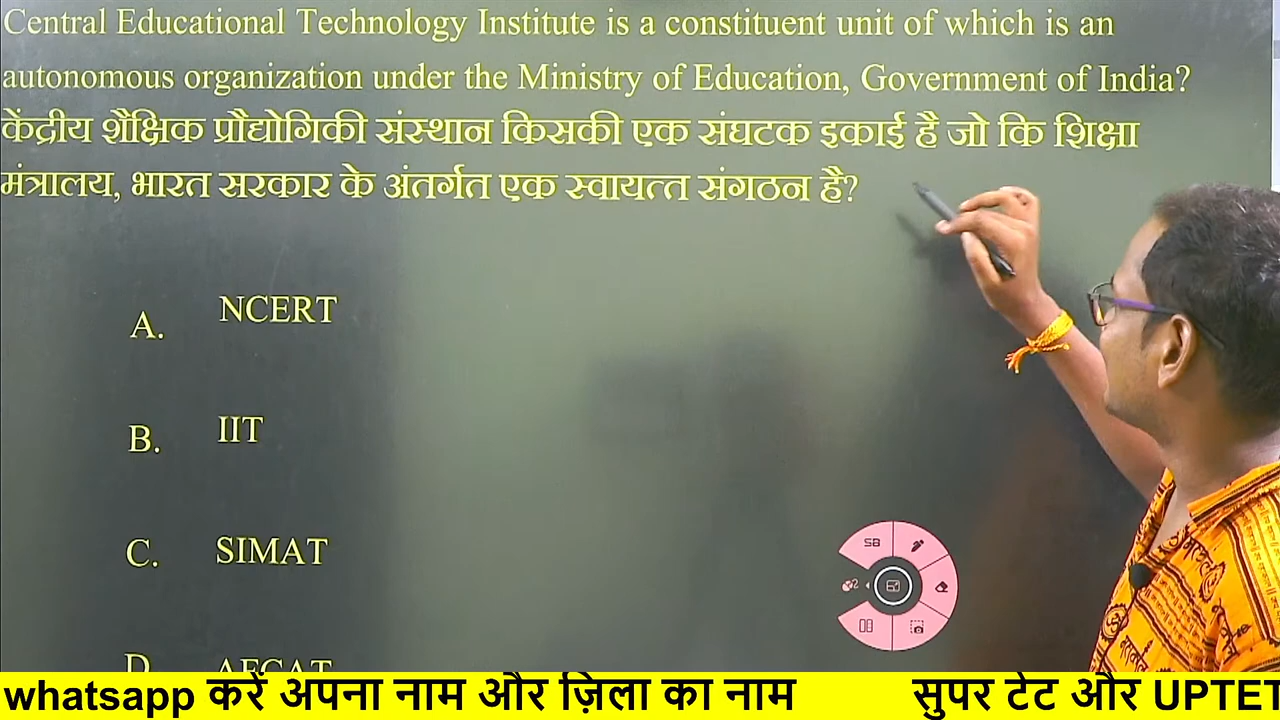 Central Educational Technology Institute is a constituent unit of which is an
autonomous organization under the Ministry of Education, Government of India?
केंद्रीय शैक्षिक प्रौद्योगिकी संस्थान किसकी एक संघटक इकाई है जो कि शिक्षा
मंत्रालय, भारत सरकार के अंतर्गत एक स्वायत्त संगठन है?
A. NCERT
B. IIT
C. SIMAT
D. AFCAT
SB
whatsapp करें अपना नाम और ज़िला का नाम सुपर टेट और UPTET